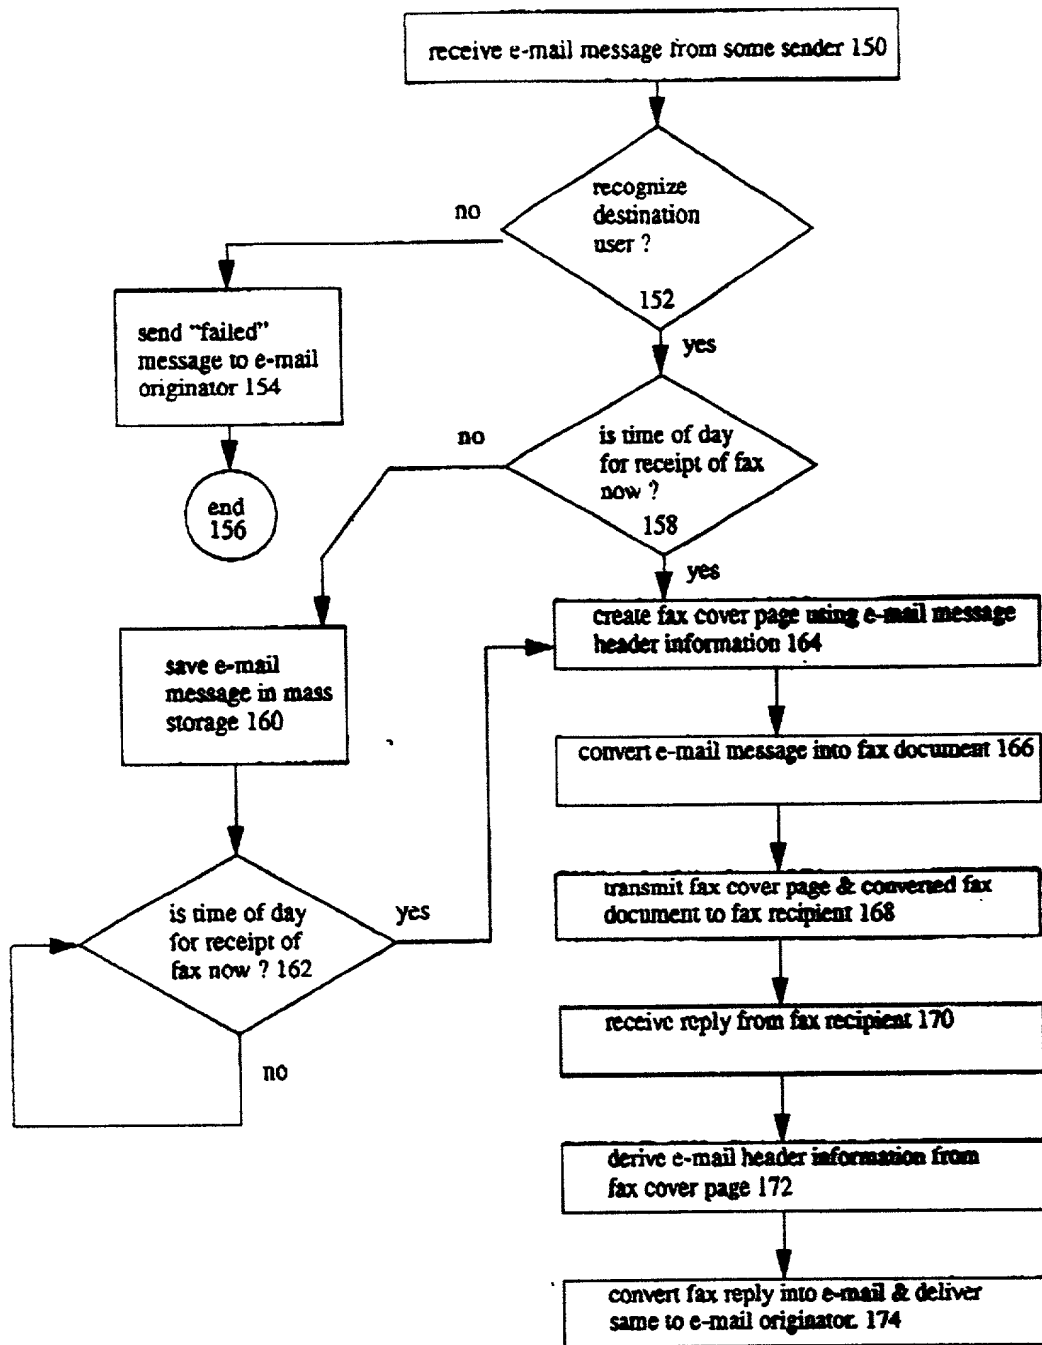 receive e-mail message from some sender 150
recognize
destination
user ?
152
no
yes
send "failed"
message to e-mail
originator 154
end
156
is time of day
for receipt of fax
now ?
158
no
yes
save e-mail
message in mass
storage 160
is time of day
for receipt of
fax now ? 162
yes
no
create fax cover page using e-mail message
header information 164
convert e-mail message into fax document 166
transmit fax cover page & converted fax
document to fax recipient 168
receive reply from fax recipient 170
derive e-mail header information from
fax cover page 172
convert fax reply into e-mail & deliver
same to e-mail originator. 174